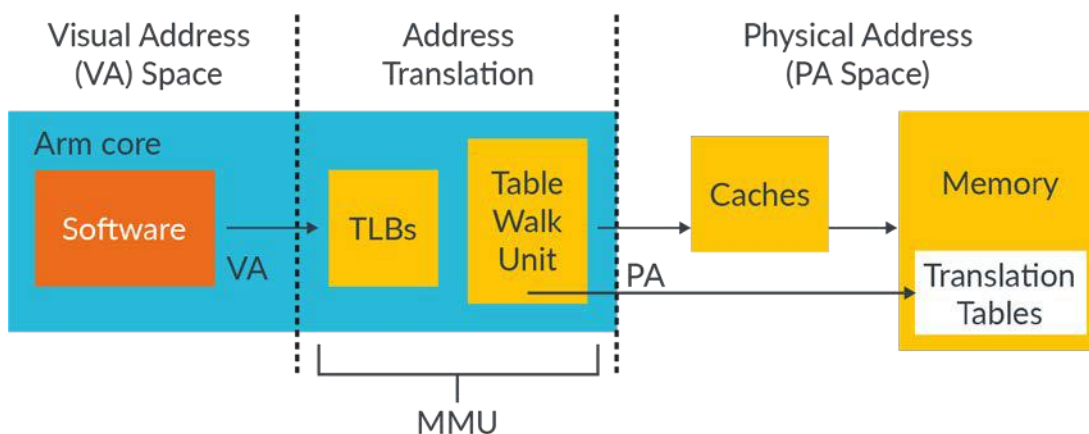 Visual Address
(VA) Space
Address
Translation
Physical Address
(PA Space)
Arm core
Software
VA
TLBs
Table
Walk
Unit
PA
Caches
Memory
Translation
Tables
MMU